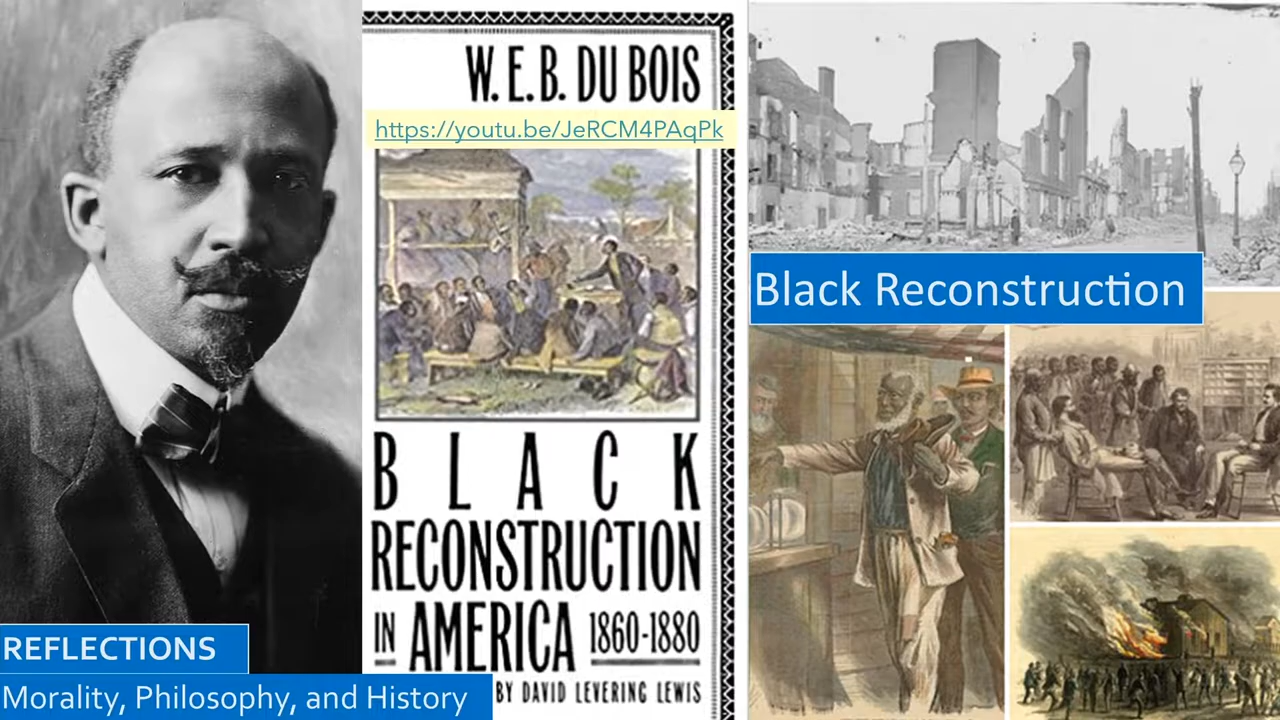 W. E. B. DU BOIS
https://youtu.be/JeRCM4PAqPk
BLACK
RECONSTRUCTION
IN AMERICA 1860-1880
BY DAVID LEVERING LEWIS
Black Reconstruction
REFLECTIONS
Morality, Philosophy, and History